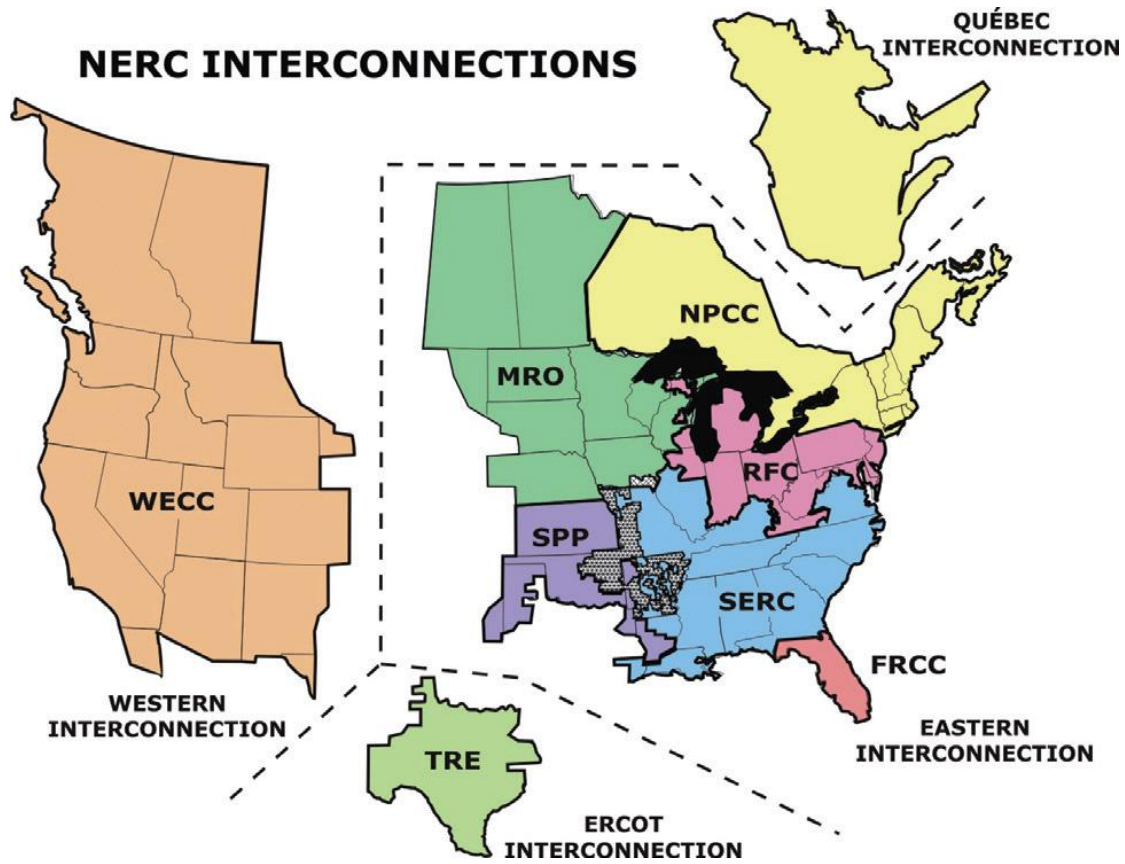 NERC INTERCONNECTIONS
QUÉBEC
INTERCONNECTION
NPCC
MRO
RFC
WECC
SPP
SERC
FRCC
WESTERN
INTERCONNECTION
EASTERN
INTERCONNECTION
TRE
ERCOT
INTERCONNECTION